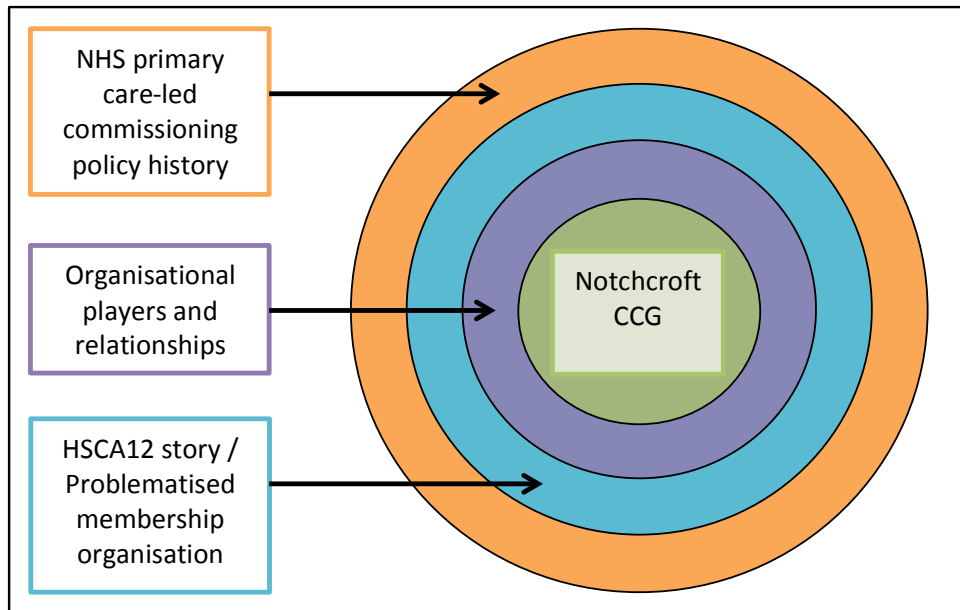 NHS primary
care-led
commissioning
policy history
Organisational
players and
relationships
HSCA12 story /
Problematised
membership
organisation
Notchcroft
CCG